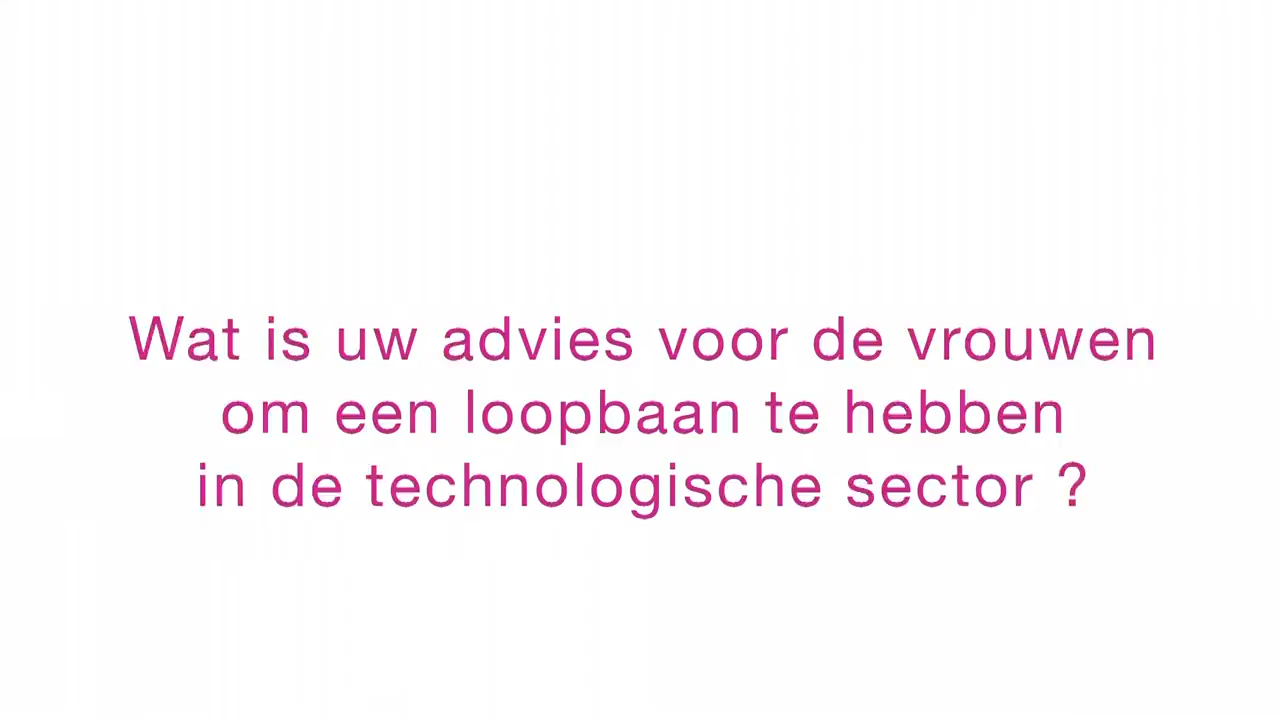 Wat is uw advies voor de vrouwen
om een loopbaan te hebben
in de technologische sector ?